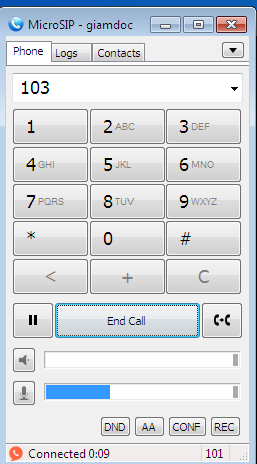 MicroSIP - giamdoc
Phone Logs Contacts
103
1 2 ABC 3 DEF
4 GHI 5 JKL 6 MNO
7 PQRS 8 TUV 9 WXYZ
* 0 #
< + C
End Call
DND AA CONF REC
Connected 0:09 101